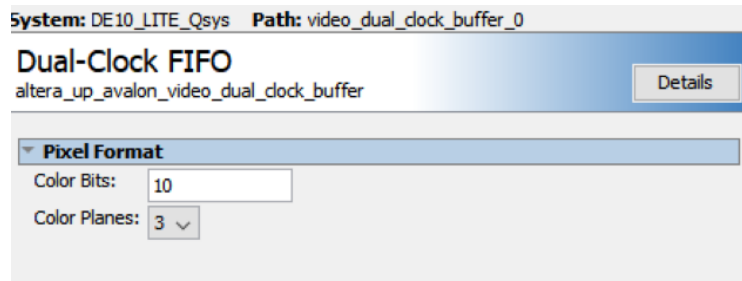 System: DE10_LITE_Qsys Path: video_dual_clock_buffer_0
Dual-Clock FIFO
altera_up_avalon_video_dual_clock_buffer
Details
Pixel Format
Color Bits: 10
Color Planes: 3